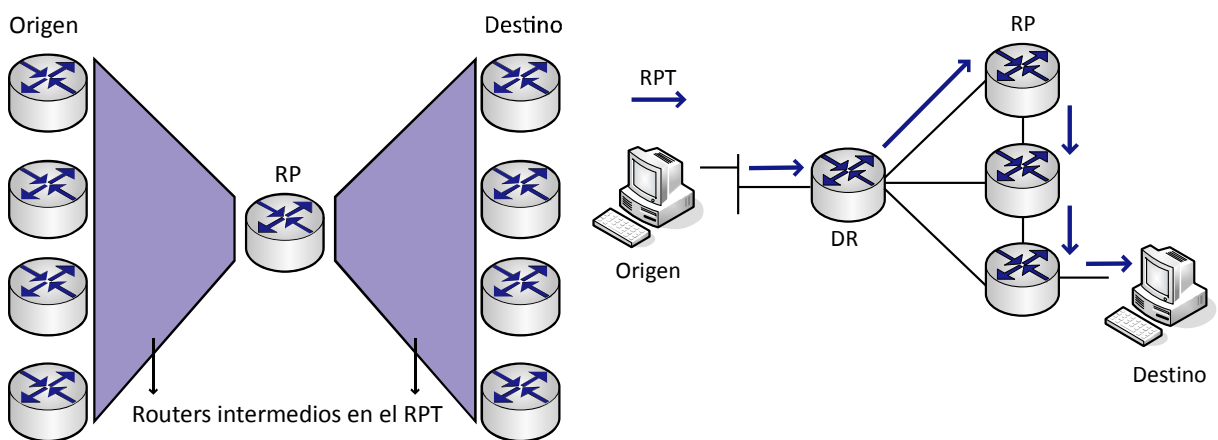 Origen
Destino
RP
Routers intermedios en el RPT
RP
RPT
DR
Origen
Destino